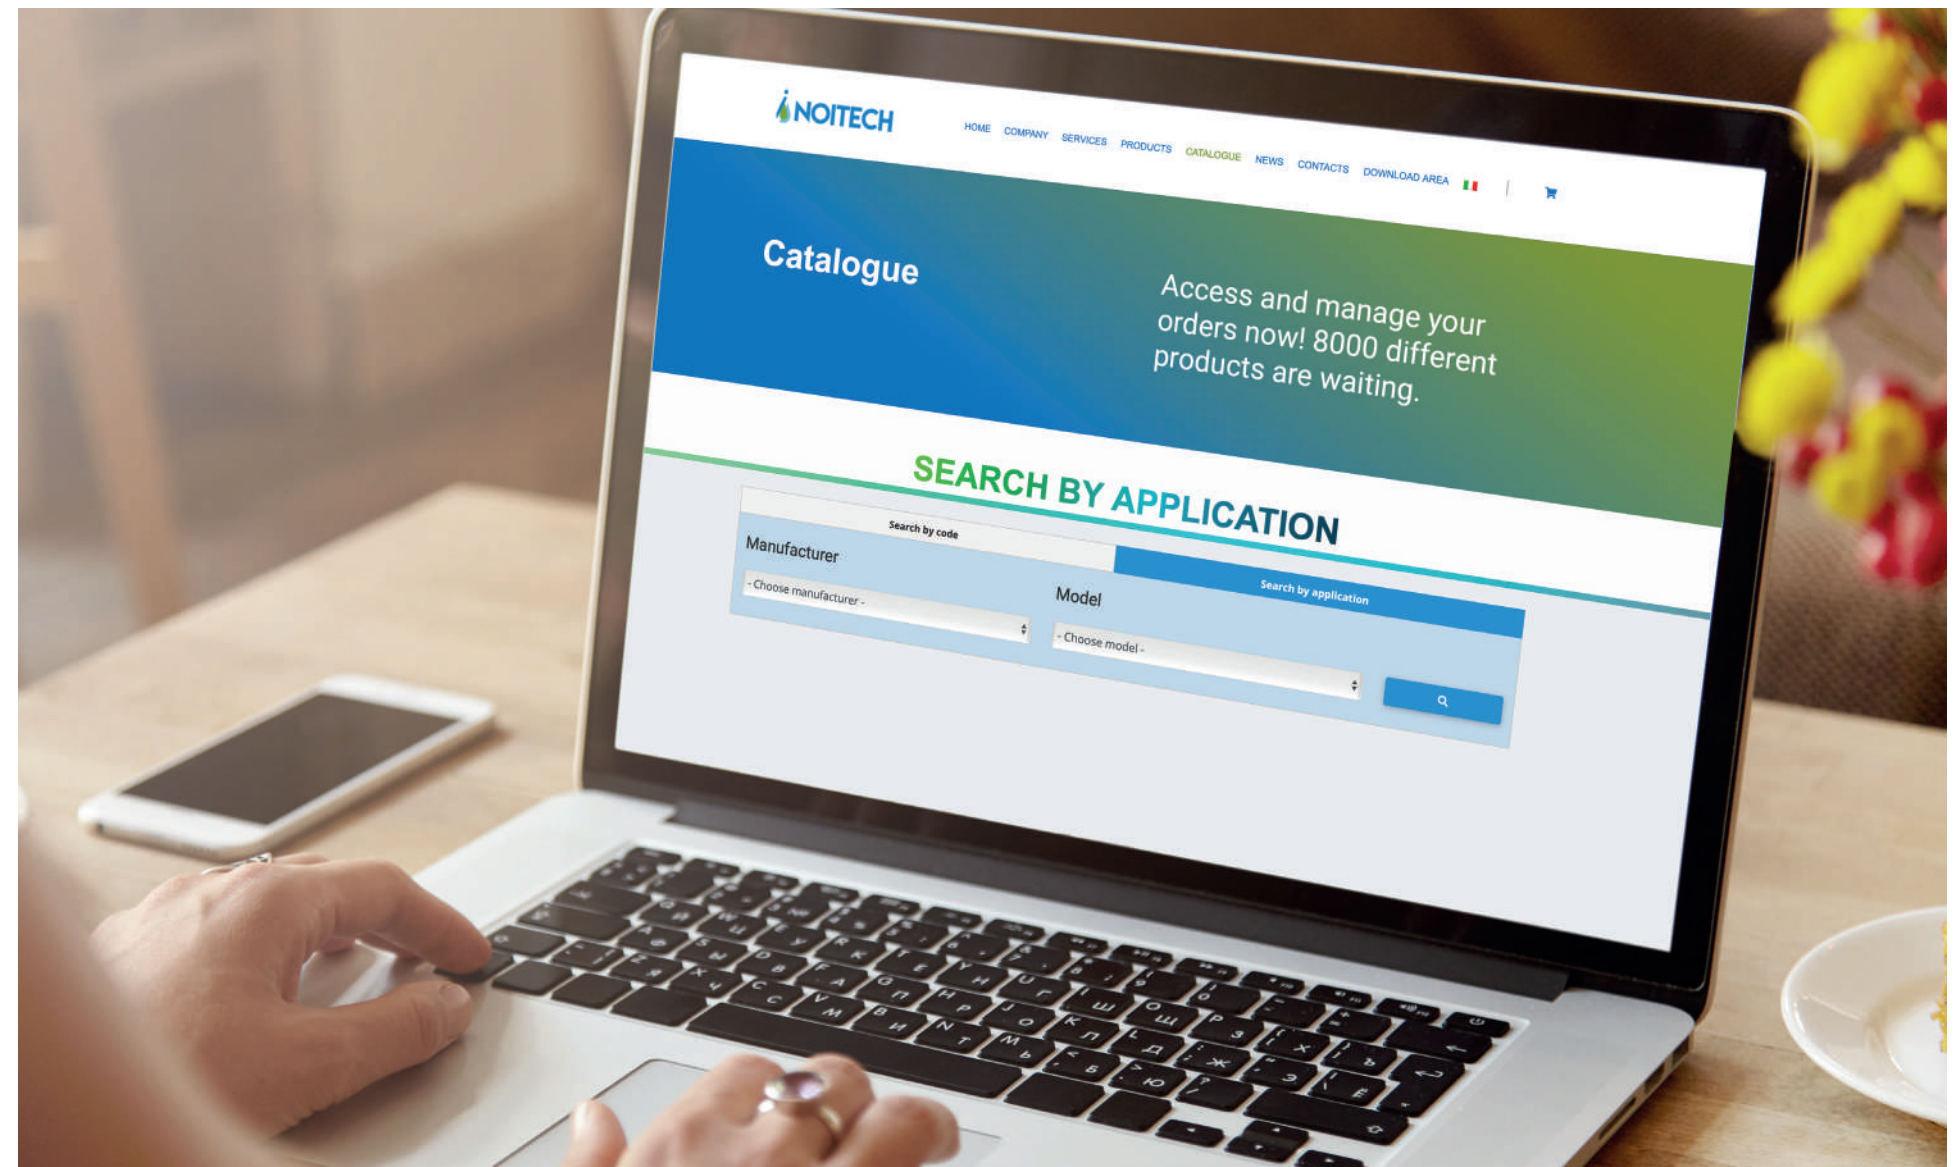 iNOITECH
HOME COMPANY SERVICES PRODUCTS CATALOGUE NEWS CONTACTS DOWNLOAD AREA
Catalogue
Access and manage your
orders now! 8000 different
products are waiting.
SEARCH BY APPLICATION
Search by code
Search by application
Manufacturer
Model
- Choose manufacturer -
- Choose model -